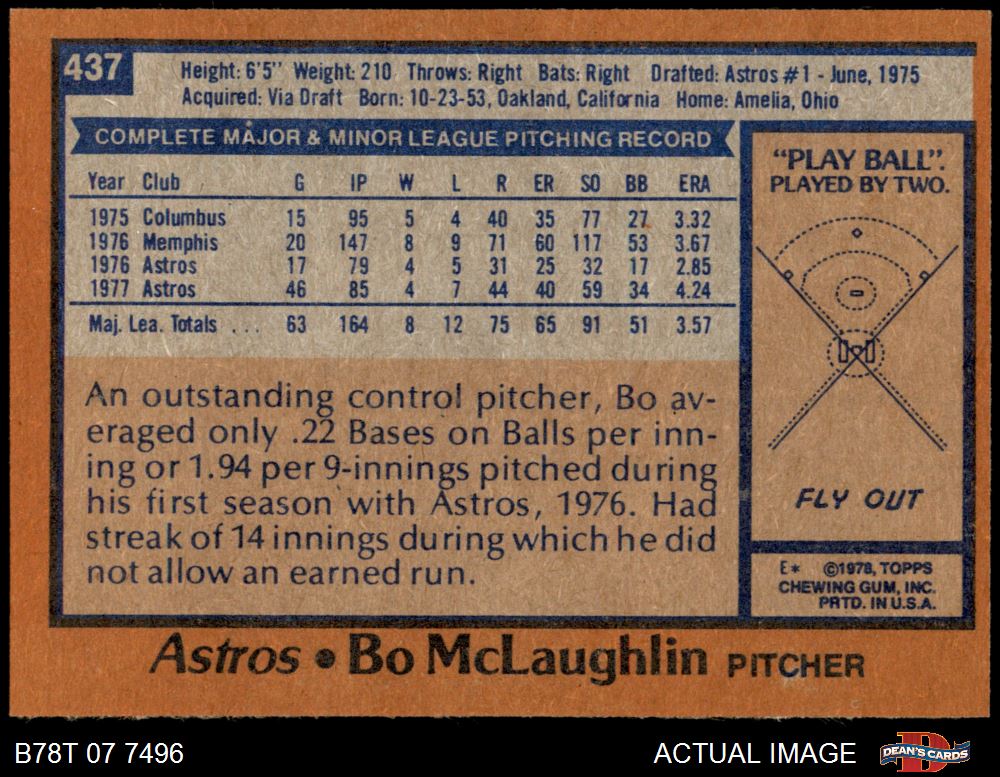 437
Height: 6'5" Weight: 210 Throws: Right Bats: Right Drafted: Astros #1 - June, 1975
Acquired: Via Draft Born: 10-23-53, Oakland, California Home: Amelia, Ohio
COMPLETE MAJOR & MINOR LEAGUE PITCHING RECORD
Year Club G IP W L R ER SO BB ERA
1975 Columbus 15 95 5 4 40 35 77 27 3.32
1976 Memphis 20 147 8 9 71 60 117 53 3.67
1976 Astros 17 79 4 5 31 25 32 17 2.85
1977 Astros 46 85 4 7 44 40 59 34 4.24
Maj. Lea. Totals ... 63 164 8 12 75 65 91 51 3.57
An outstanding control pitcher, Bo av-
eraged only .22 Bases on Balls per inn-
ing or 1.94 per 9-innings pitched during
his first season with Astros, 1976. Had
streak of 14 innings during which he did
not allow an earned run.
"PLAY BALL".
PLAYED BY TWO.
FLY OUT
E* ©1978, TOPPS
CHEWING GUM, INC.
PRTD. IN U.S.A.
Astros • Bo McLaughlin PITCHER
B78T 07 7496
ACTUAL IMAGE
DEAN'S CARDS